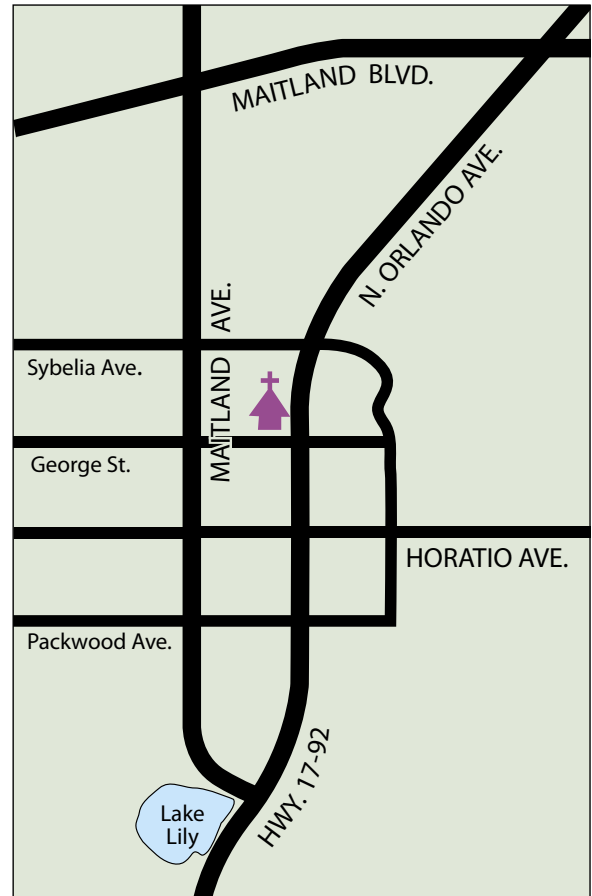 MAITLAND BLVD.
N. ORLANDO AVE.
MAITLAND AVE.
Sybelia Ave.
George St.
HORATIO AVE.
Packwood Ave.
HWY. 17-92
Lake
Lily